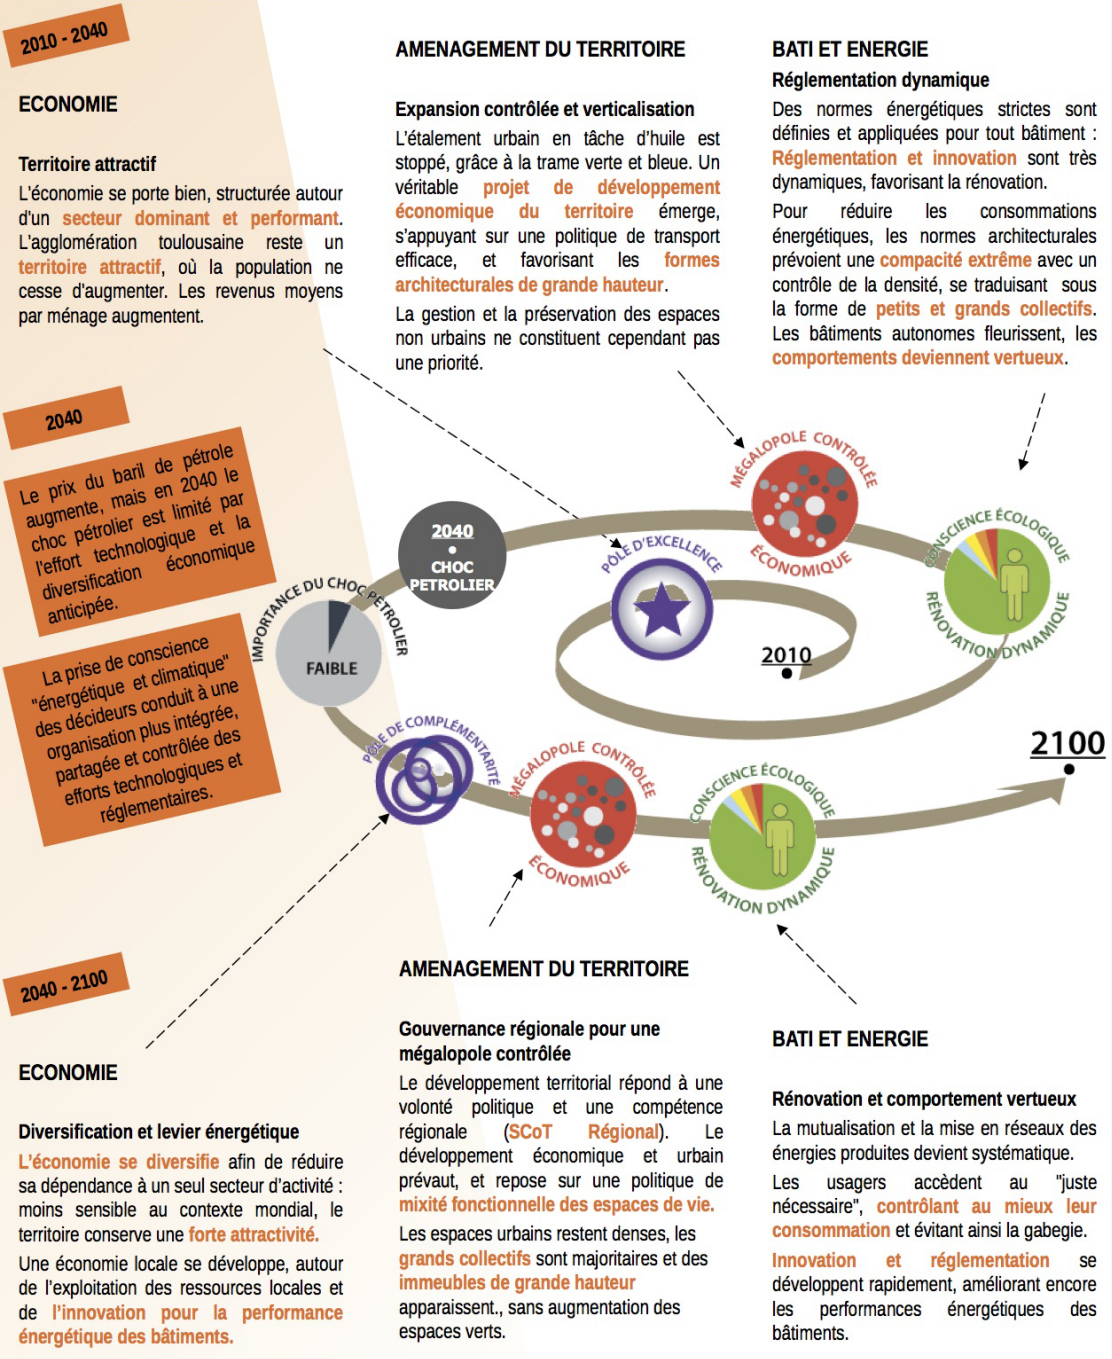 2010 - 2040
ECONOMIE
Territoire attractif
L'économie se porte bien, structurée autour
d'un secteur dominant et performant.
L'agglomération toulousaine reste un
territoire attractif, où la population ne
cesse d'augmenter. Les revenus moyens
par ménage augmentent.
AMENAGEMENT DU TERRITOIRE
Expansion contrôlée et verticalisation
L'étalement urbain en tâche d'huile est
stoppé, grâce à la trame verte et bleue. Un
véritable projet de développement
économique du territoire émerge,
s'appuyant sur une politique de transport
efficace, et favorisant les formes
architecturales de grande hauteur.
La gestion et la préservation des espaces
non urbains ne constituent cependant pas
une priorité.
BATI ET ENERGIE
Réglementation dynamique
Des normes énergétiques strictes sont
définies et appliquées pour tout bâtiment :
Réglementation et innovation sont très
dynamiques, favorisant la rénovation.
Pour réduire les consommations
énergétiques, les normes architecturales
prévoient une compacité extrême avec un
contrôle de la densité, se traduisant sous
la forme de petits et grands collectifs.
Les bâtiments autonomes fleurissent, les
comportements deviennent vertueux.
2040
Le prix du baril de pétrole
augmente, mais en 2040 le
choc pétrolier est limité par
l'effort technologique et la
diversification économique
anticipée.
La prise de conscience
"énergétique et climatique"
des décideurs conduit à une
organisation plus intégrée,
partagée et contrôlée des
efforts technologiques et
réglementaires.
2040
CHOC
PETROLIER
IMPORTANCE DU CHOC PETROLIER
FAIBLE
PÔLE D'EXCELLENCE
MÉGALOPOLE CONTRÔLÉE
ÉCONOMIQUE
CONSCIENCE ÉCOLOGIQUE
RÉNOVATION DYNAMIQUE
2010
2100
PÔLE DE COMPLÉMENTARITÉ
MÉGALOPOLE CONTRÔLÉE
ÉCONOMIQUE
CONSCIENCE ÉCOLOGIQUE
RÉNOVATION DYNAMIQUE
2040 - 2100
ECONOMIE
Diversification et levier énergétique
L'économie se diversifie afin de réduire
sa dépendance à un seul secteur d'activité :
moins sensible au contexte mondial, le
territoire conserve une forte attractivité.
Une économie locale se développe, autour
de l'exploitation des ressources locales et
de l'innovation pour la performance
énergétique des bâtiments.
AMENAGEMENT DU TERRITOIRE
Gouvernance régionale pour une
mégalopole contrôlée
Le développement territorial répond à une
volonté politique et une compétence
régionale (SCoT Régional). Le
développement économique et urbain
prévaut, et repose sur une politique de
mixité fonctionnelle des espaces de vie.
Les espaces urbains restent denses, les
grands collectifs sont majoritaires et des
immeubles de grande hauteur
apparaissent., sans augmentation des
espaces verts.
BATI ET ENERGIE
Rénovation et comportement vertueux
La mutualisation et la mise en réseaux des
énergies produites devient systématique.
Les usagers accèdent au "juste
nécessaire", contrôlant au mieux leur
consommation et évitant ainsi la gabegie.
Innovation et réglementation se
développent rapidement, améliorant encore
les performances énergétiques des
bâtiments.